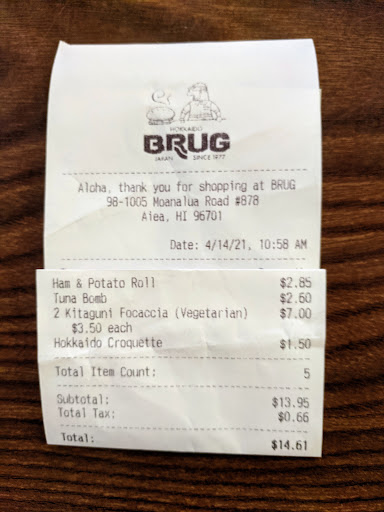 HOKKAIDO
BRUG
JAPAN SINCE 1877
Aloha, thank you for shopping at BRUG
98-1005 Moanalua Road #878
Aiea, HI 96701
Date: 4/14/21, 10:58 AM
Ham & Potato Roll $2.85
Tuna Bomb $2.60
2 Kitaguni Focaccia (Vegetarian) $7.00
$3.50 each
Hokkaido Croquette $1.50
Total Item Count: 5
Subtotal: $13.95
Total Tax: $0.66
Total: $14.61